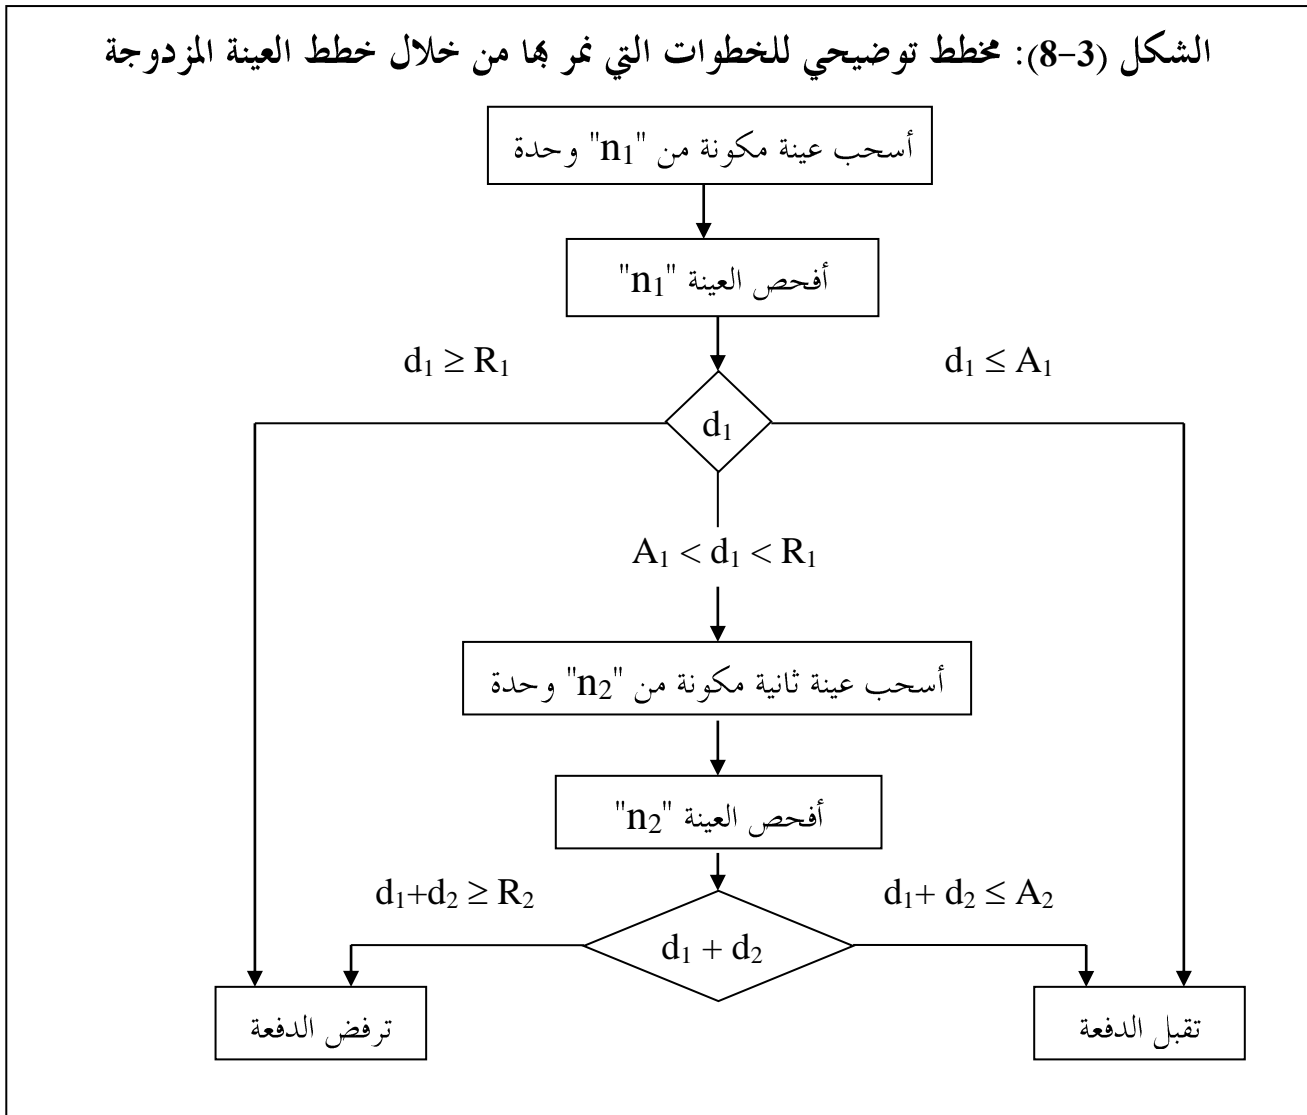 الشكل (3-8): مخطط توضيحي للخطوات التي نمر بها من خلال خطط العينة المزدوجة
أسحب عينة مكونة من "n₁" وحدة
أفحص العينة "n₁"
d₁ ≤ A₁
d₁ ≥ R₁
d₁
A₁ < d₁ < R₁
أسحب عينة ثانية مكونة من "n₂" وحدة
أفحص العينة "n₂"
d₁+ d₂ ≤ A₂
d₁+d₂ ≥ R₂
d₁ + d₂
تقبل الدفعة
ترفض الدفعة